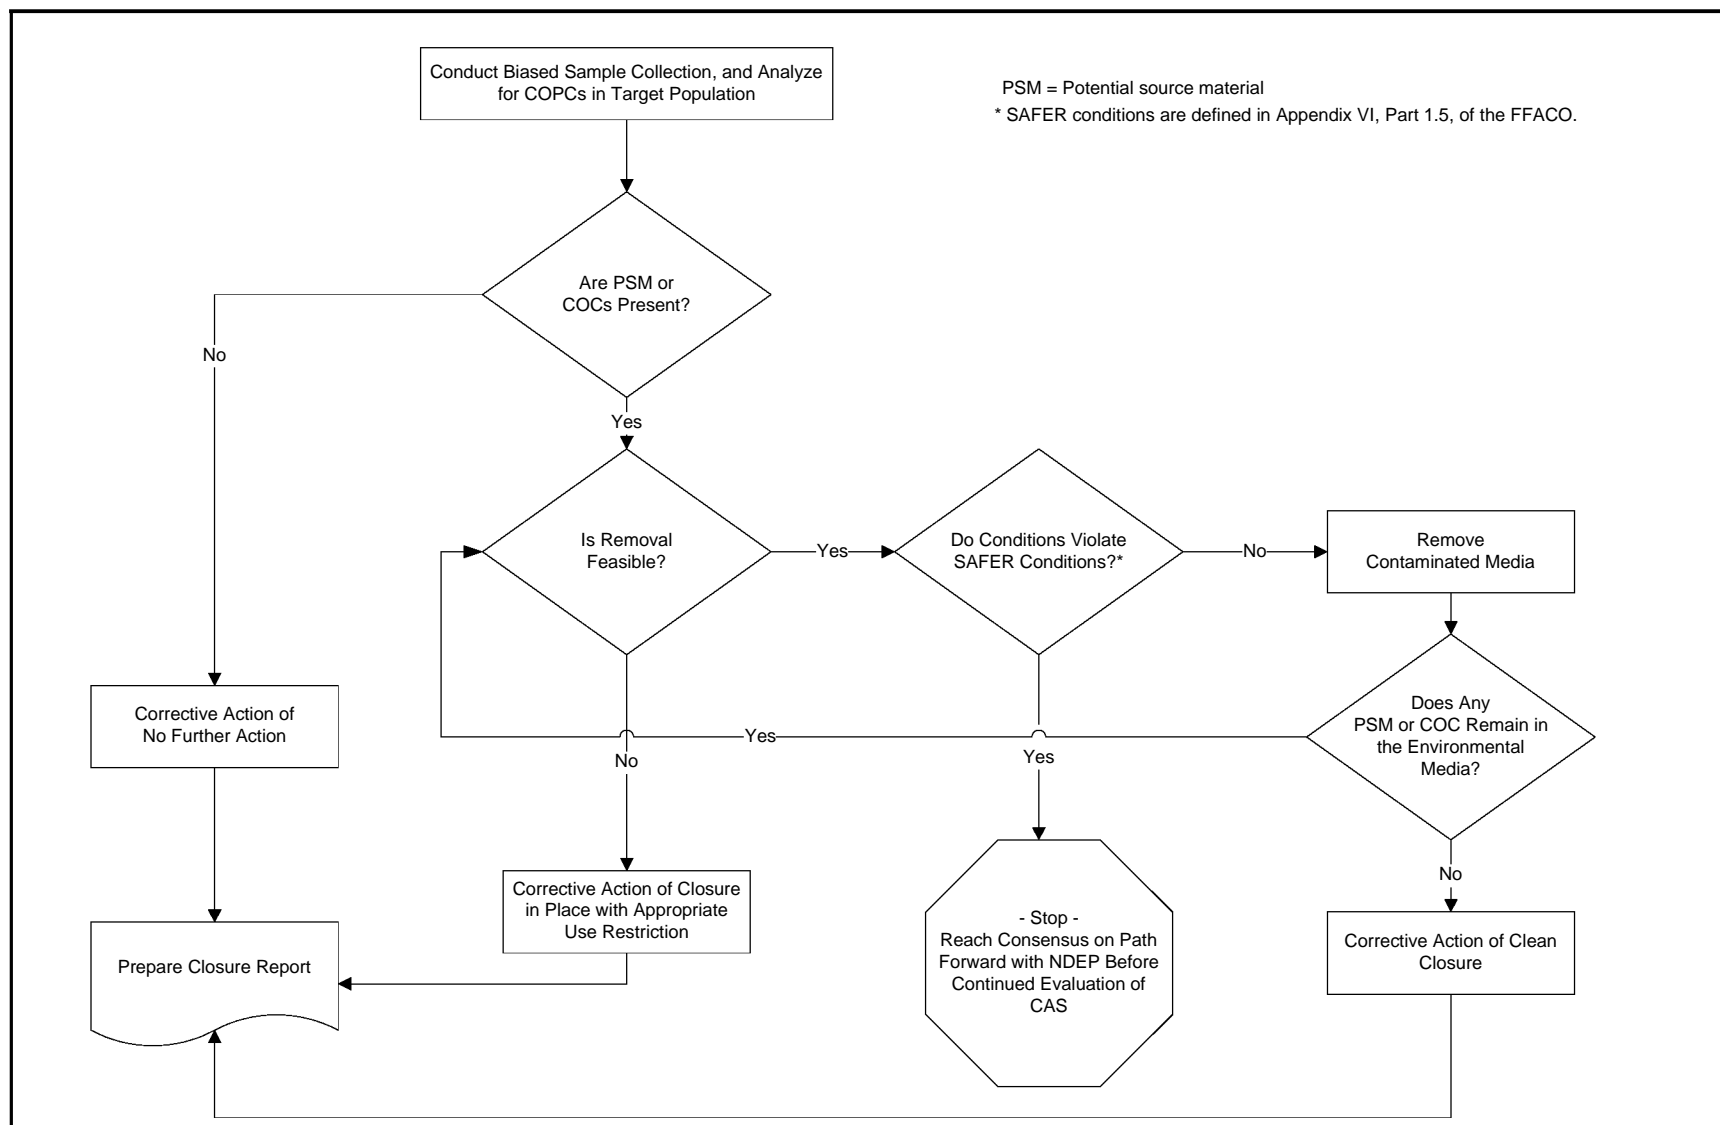 Conduct Biased Sample Collection, and Analyze
for COPCs in Target Population
PSM = Potential source material
* SAFER conditions are defined in Appendix VI, Part 1.5, of the FFACO.
Are PSM or
COCs Present?
No
Yes
Is Removal
Feasible?
Yes
Do Conditions Violate
SAFER Conditions?*
No
Remove
Contaminated Media
Does Any
PSM or COC Remain in
the Environmental
Media?
Yes
No
Yes
No
Corrective Action of
No Further Action
Corrective Action of Closure
in Place with Appropriate
Use Restriction
- Stop -
Reach Consensus on Path
Forward with NDEP Before
Continued Evaluation of
CAS
Corrective Action of Clean
Closure
Prepare Closure Report